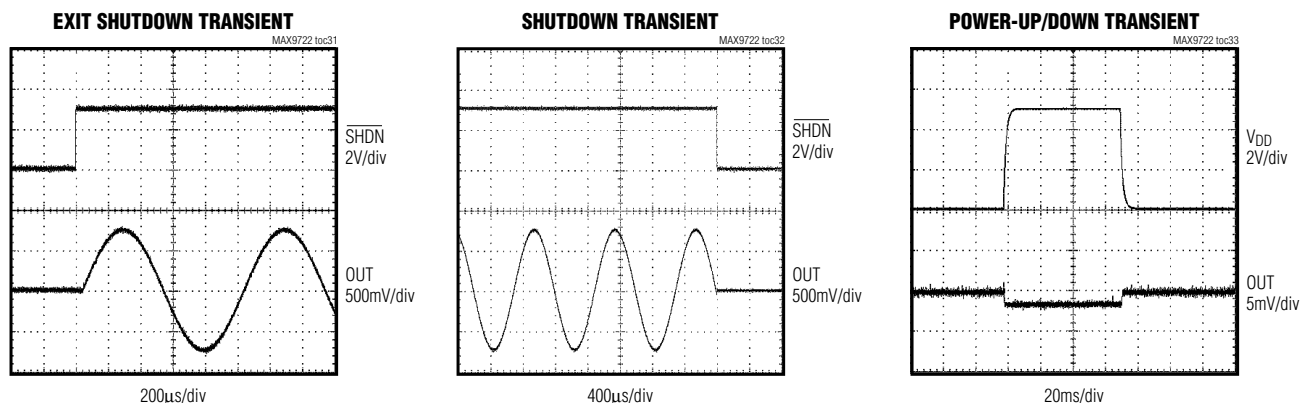 EXIT SHUTDOWN TRANSIENT
MAX9722 toc31
SHDN
2V/div
OUT
500mV/div
200µs/div
SHUTDOWN TRANSIENT
MAX9722 toc32
SHDN
2V/div
OUT
500mV/div
400µs/div
POWER-UP/DOWN TRANSIENT
MAX9722 toc33
VDD
2V/div
OUT
5mV/div
20ms/div